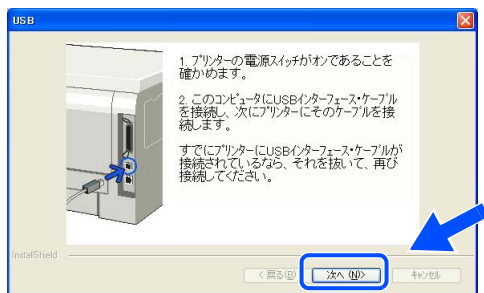 USB
1. プリンターの電源スイッチがオンであることを
確かめます。
2. このコンピュータにUSBインターフェース・ケーブル
を接続し、次にプリンターにそのケーブルを接
続します。
すでにプリンターにUSBインターフェース・ケーブルが
接続されているなら、それを抜いて、再び
接続してください。
InstallShield
< 戻る(B)
次へ (N)>
キャンセル